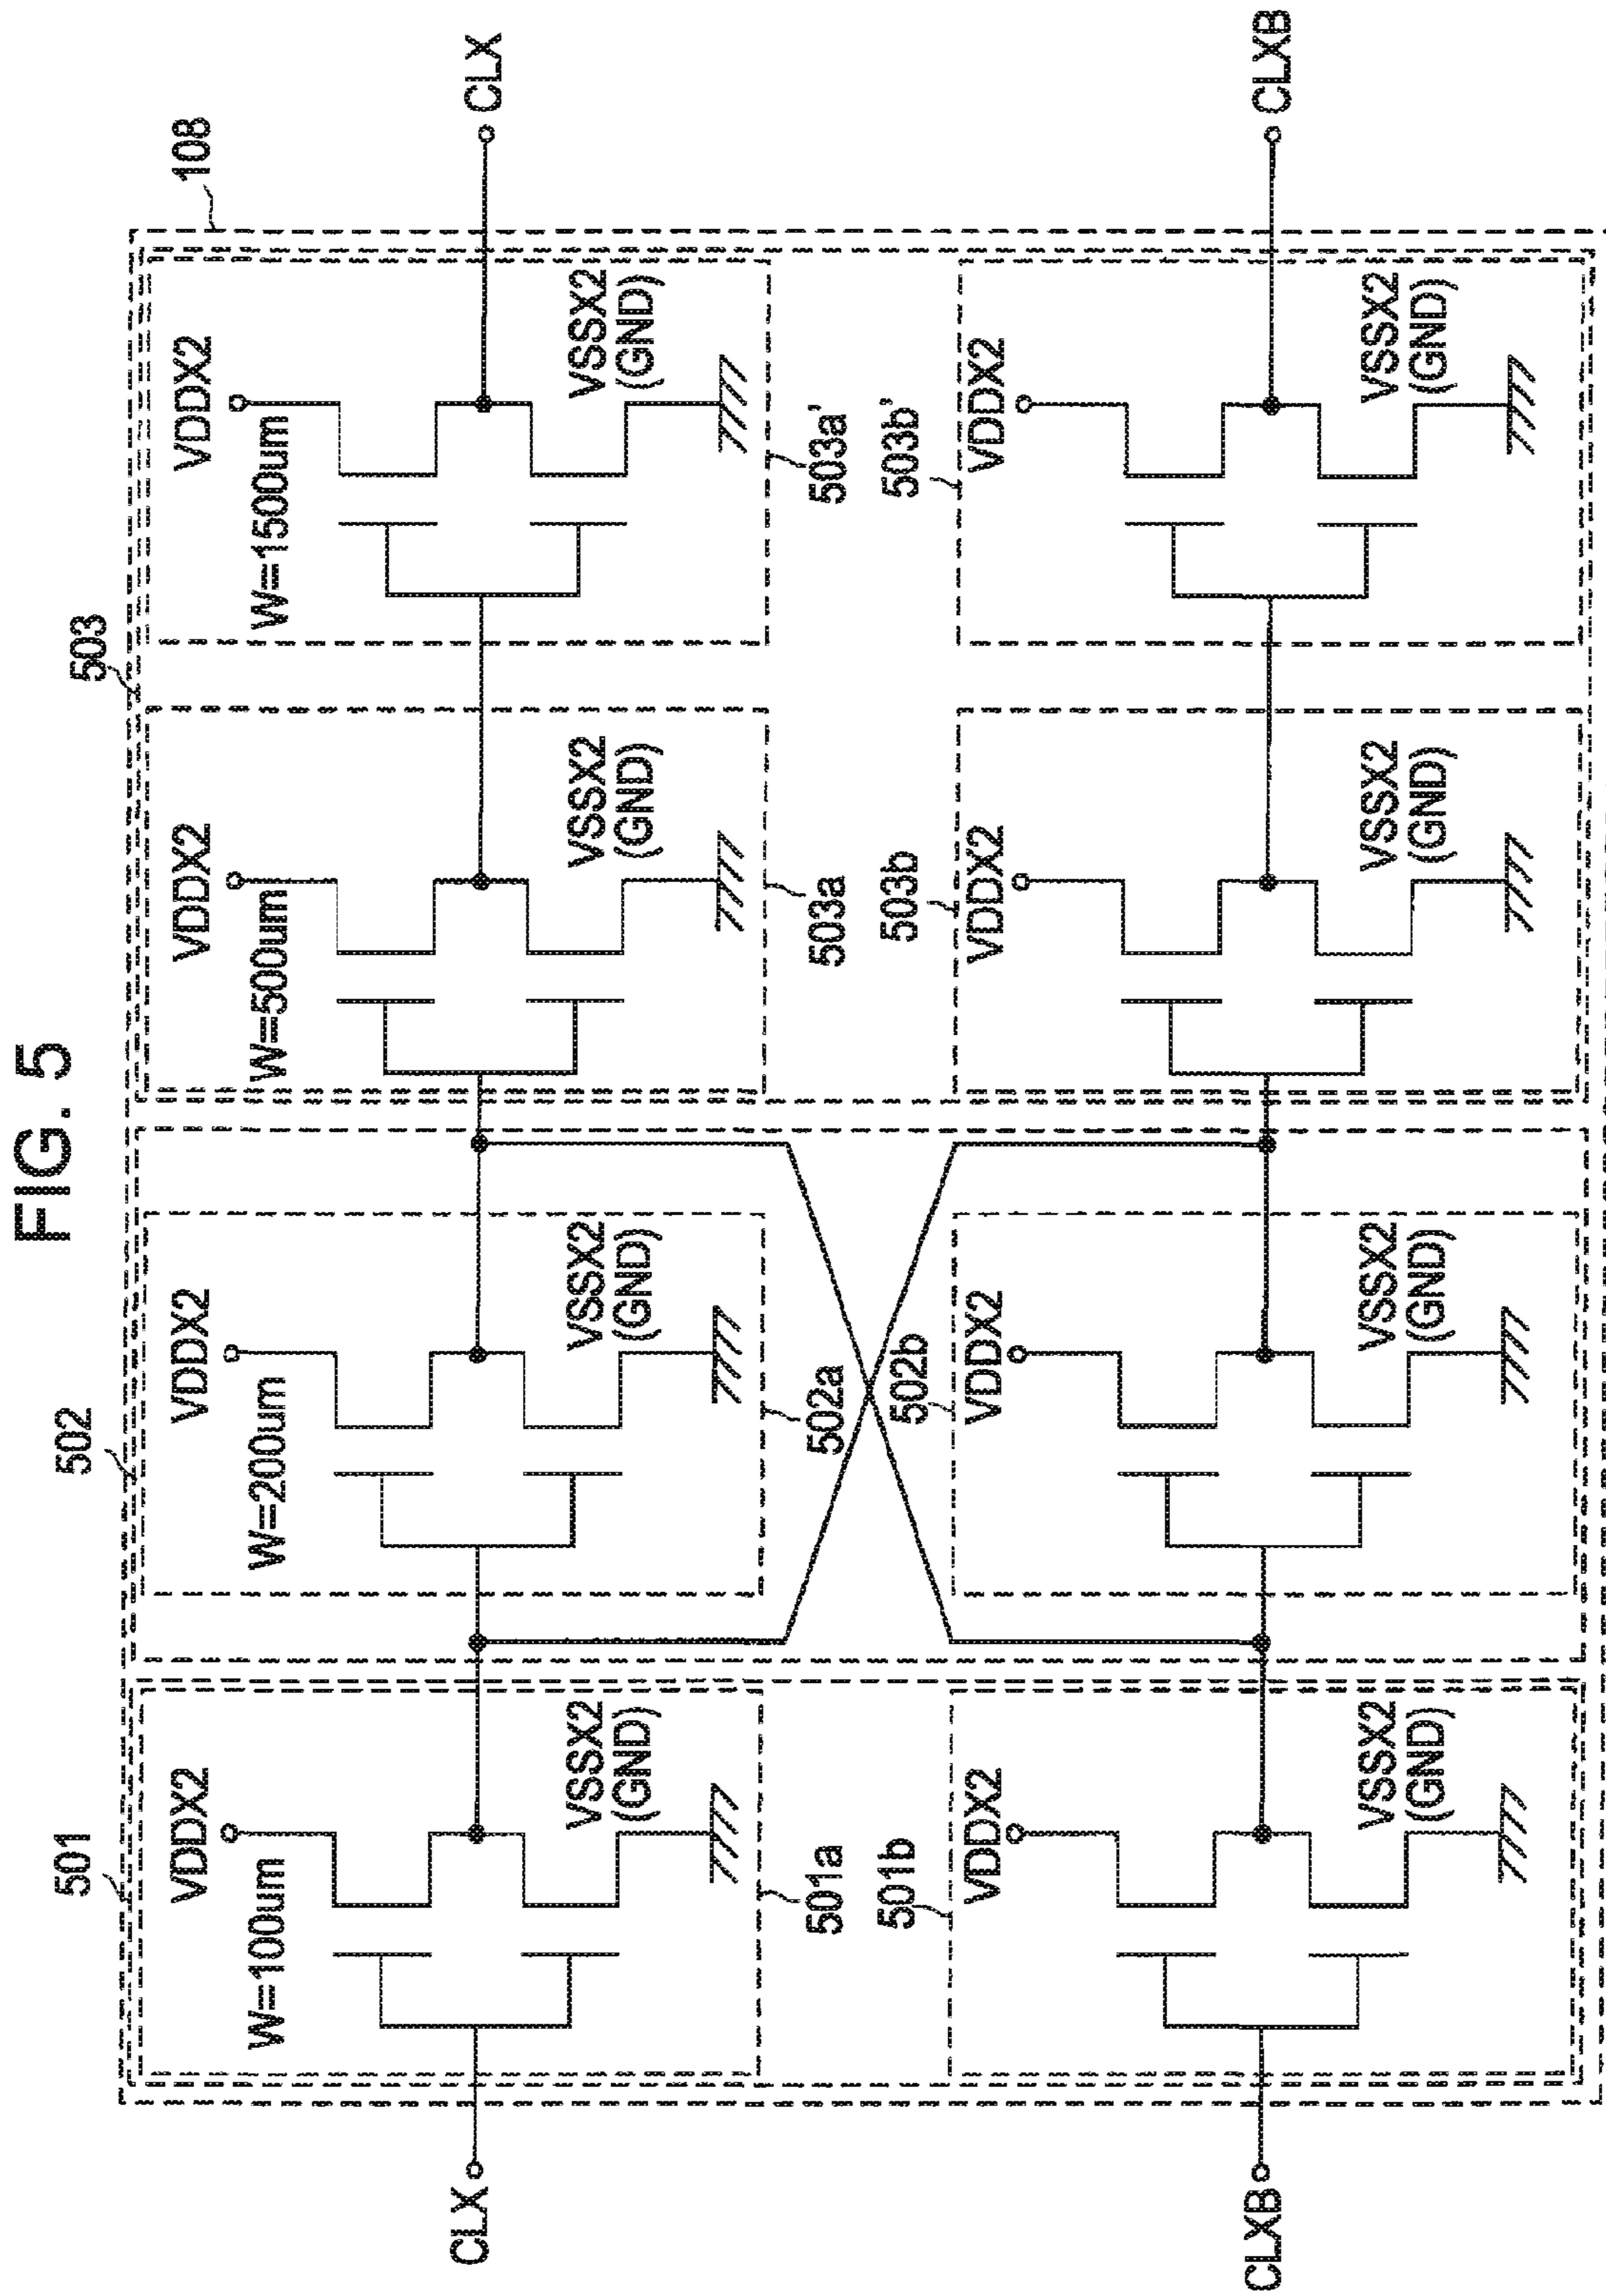 FIG. 5
501
502
503
108
VDDX2
VDDX2
VDDX2
VDDX2
W=100um
W=200um
W=500um
W=1500um
CLX
CLX
VSSX2
(GND)
VSSX2
(GND)
VSSX2
(GND)
VSSX2
(GND)
501a
502a
503a
503a'
501b
502b
503b
503b'
VDDX2
VDDX2
VDDX2
VDDX2
CLXB
CLXB
VSSX2
(GND)
VSSX2
(GND)
VSSX2
(GND)
VSSX2
(GND)